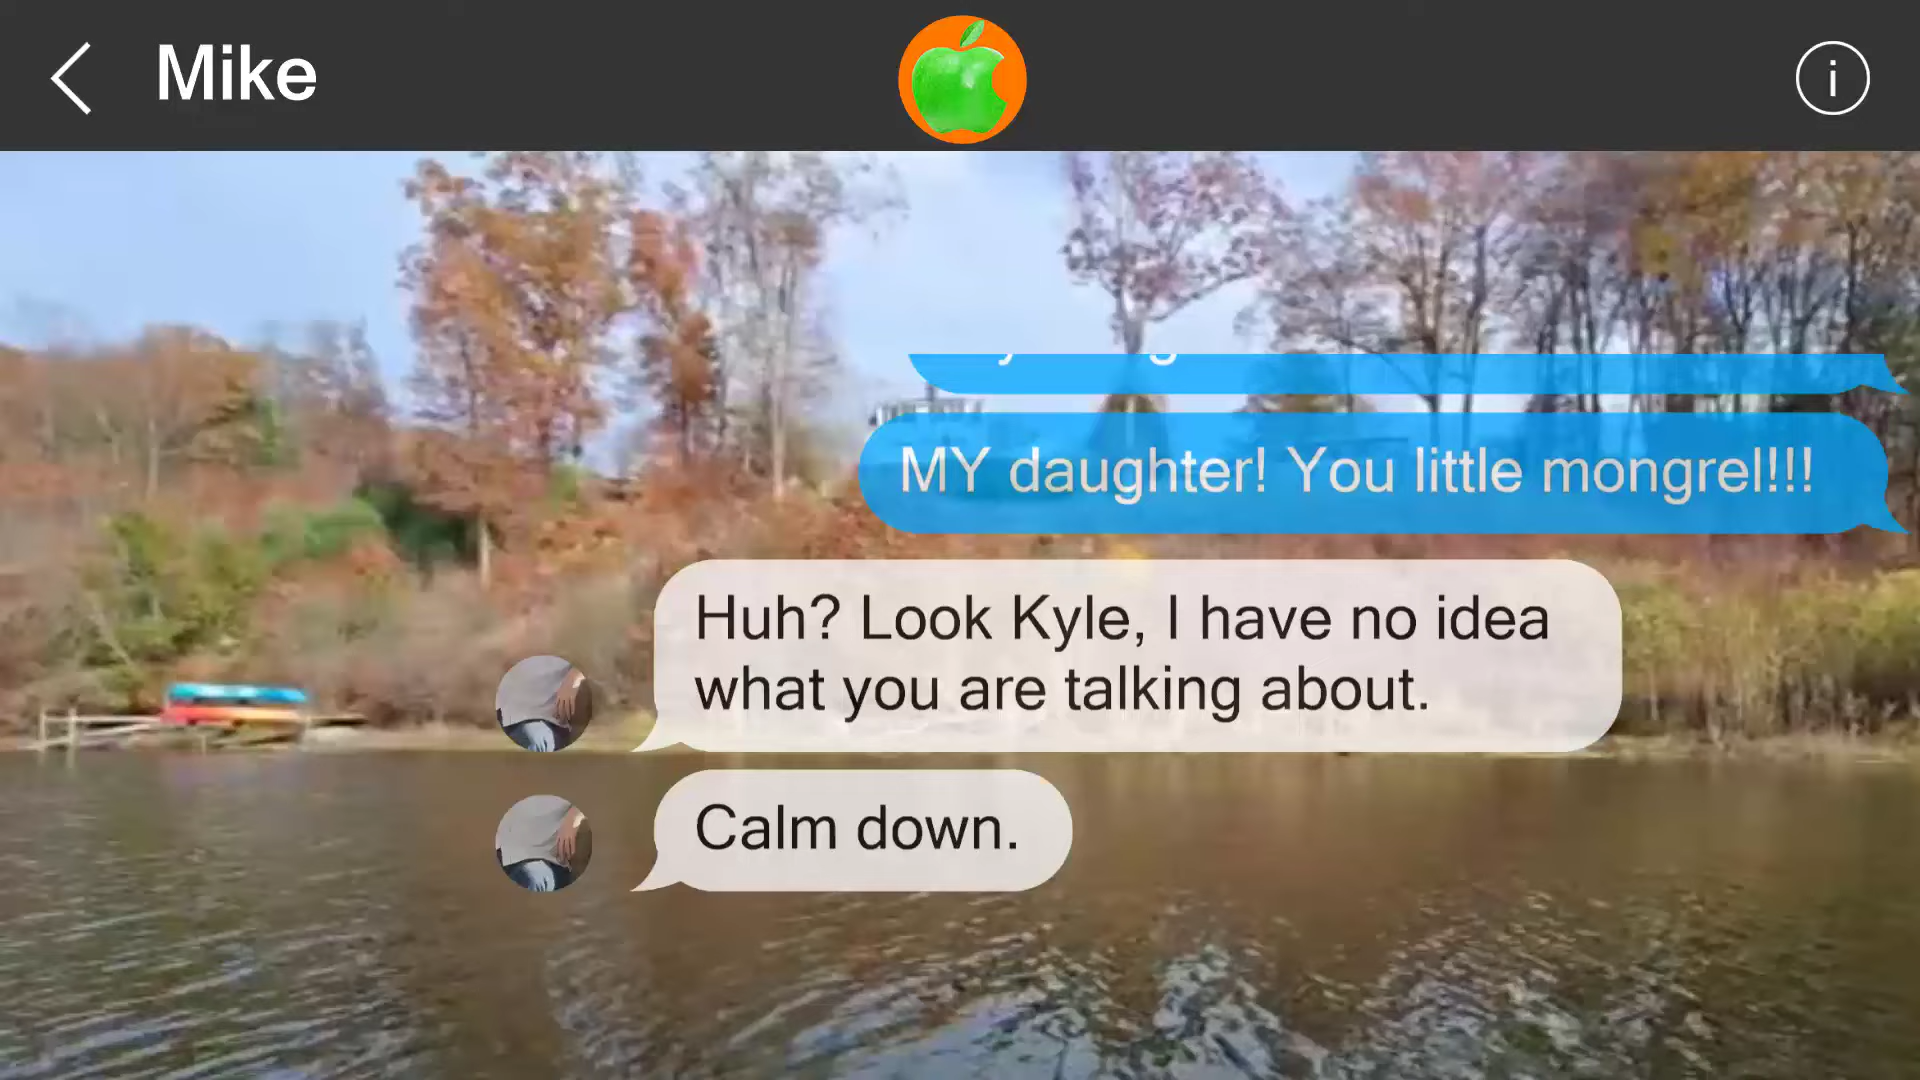 Mike
MY daughter! You little mongrel!!!
Huh? Look Kyle, I have no idea
what you are talking about.
Calm down.